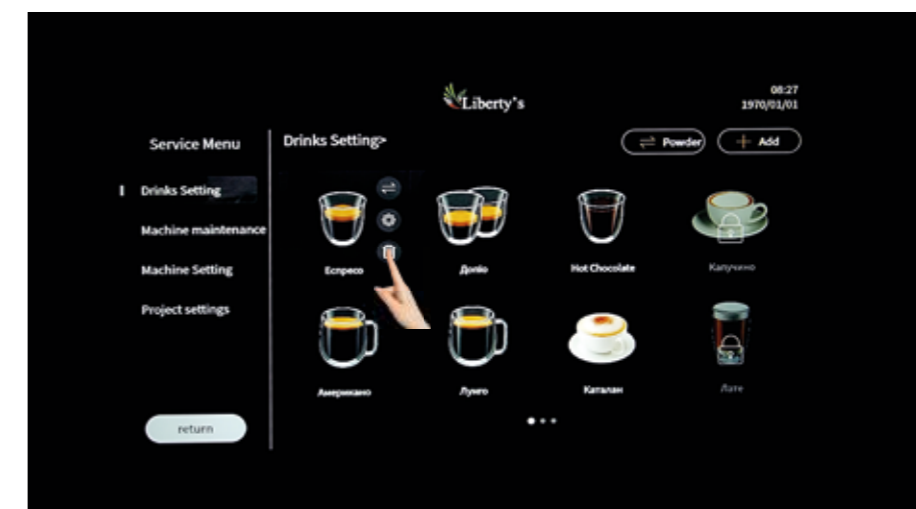 Liberty's
08:27
1970/01/01
Service Menu
Drinks Setting>
Powder
Add
Drinks Setting
Machine maintenance
Machine Setting
Project settings
return
Еспресо
Допіо
Hot Chocolate
Капучино
Американо
Лунго
Каталан
Лате